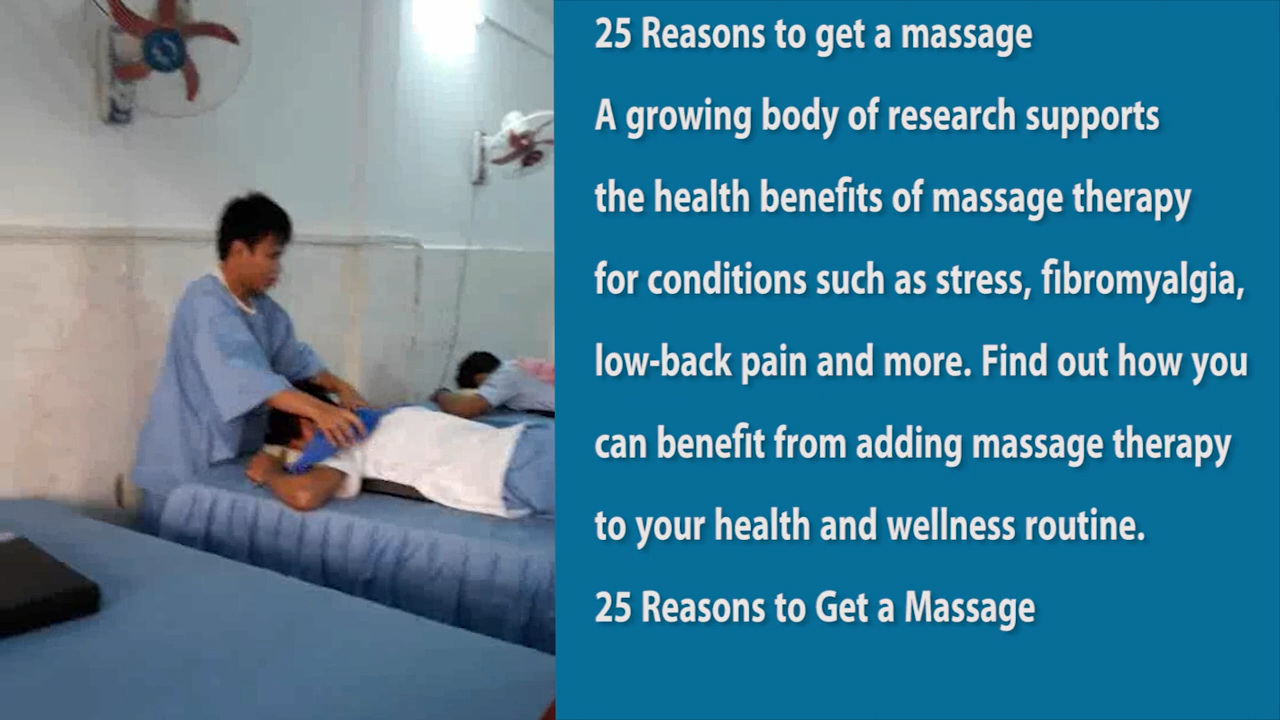 25 Reasons to get a massage
A growing body of research supports
the health benefits of massage therapy
for conditions such as stress, fibromyalgia,
low-back pain and more. Find out how you
can benefit from adding massage therapy
to your health and wellness routine.
25 Reasons to Get a Massage